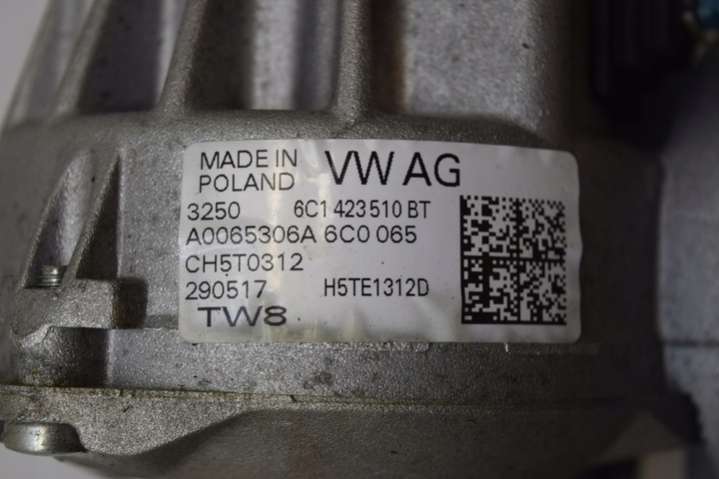 MADE IN VW AG
POLAND
3250 6C1 423 510 BT
A0065306A 6C0 065
CH5T0312
290517 H5TE1312D
TW8